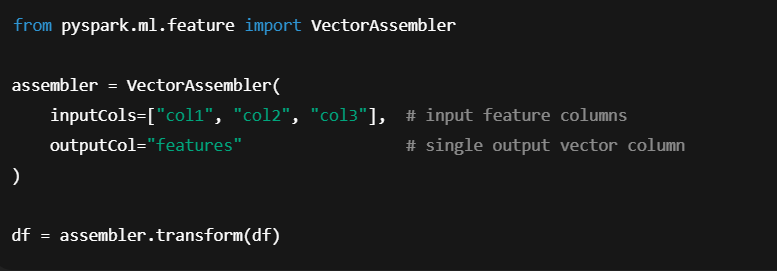 from pyspark.ml.feature import VectorAssembler

assembler = VectorAssembler(
    inputCols=["col1", "col2", "col3"],  # input feature columns
    outputCol="features"                 # single output vector column
)

df = assembler.transform(df)